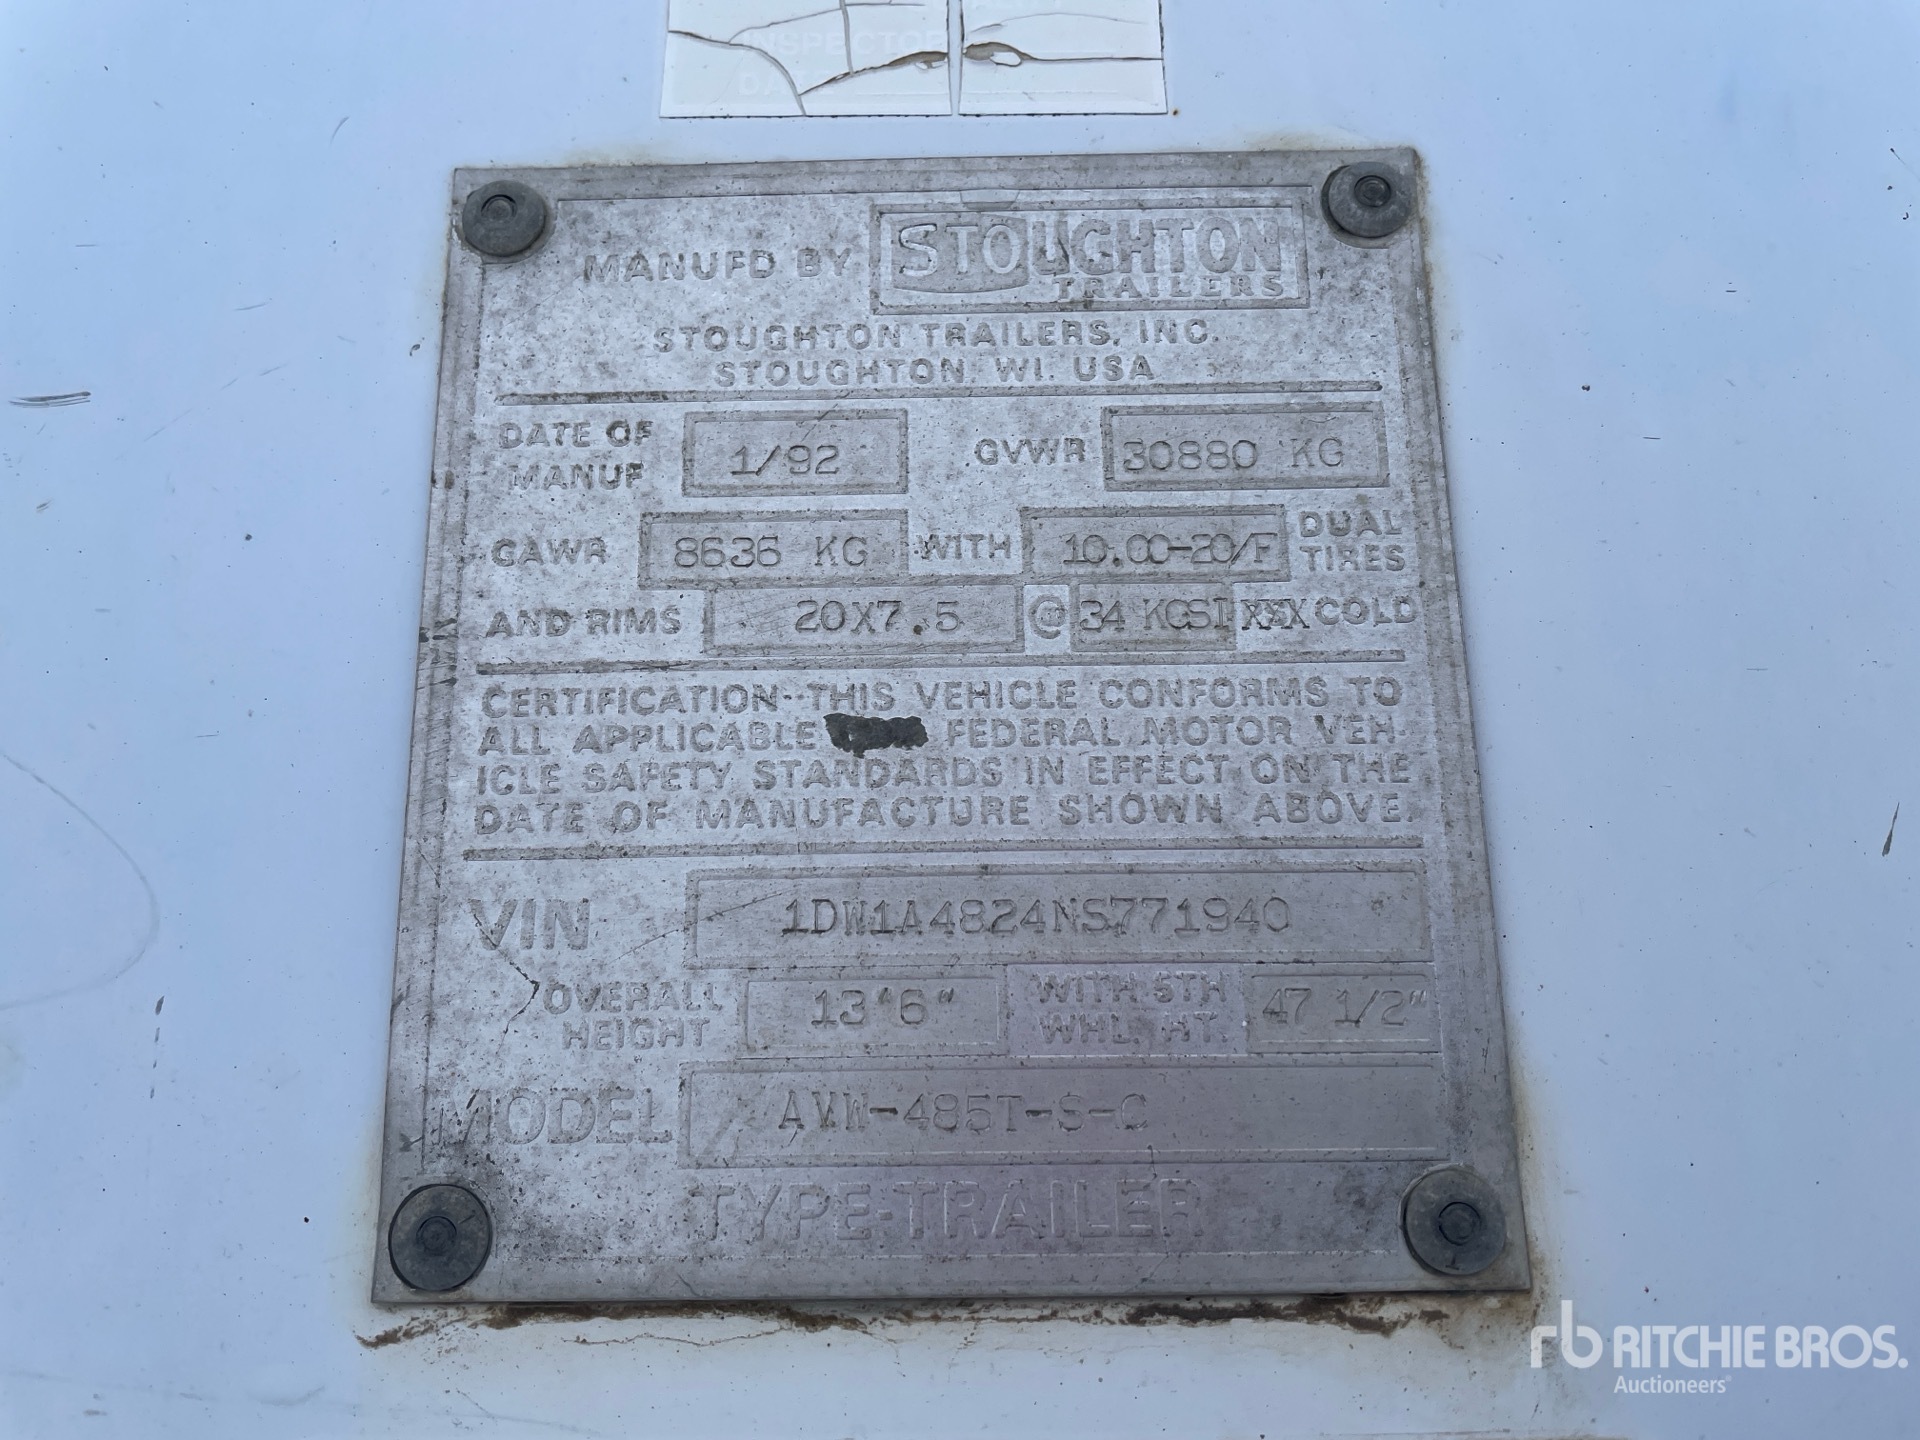 INSPECTOR
DATE
MANUFD BY STOUGHTON
TRAILERS
STOUGHTON TRAILERS, INC.
STOUGHTON, WI. USA
DATE OF MANUF 1/92 GVWR 30880 KG
GAWR 8636 KG WITH 10.00-20/F DUAL TIRES
AND RIMS 20X7.5 @ 34 KGSI XXX COLD
CERTIFICATION--THIS VEHICLE CONFORMS TO
ALL APPLICABLE FEDERAL MOTOR VEH-
ICLE SAFETY STANDARDS IN EFFECT ON THE
DATE OF MANUFACTURE SHOWN ABOVE.
VIN 1DW1A4824NS771940
OVERALL HEIGHT 13'6" WITH 5TH WHL. HT. 47 1/2"
MODEL AVW-485T-S-C
TYPE-TRAILER
rb RITCHIE BROS.
Auctioneers